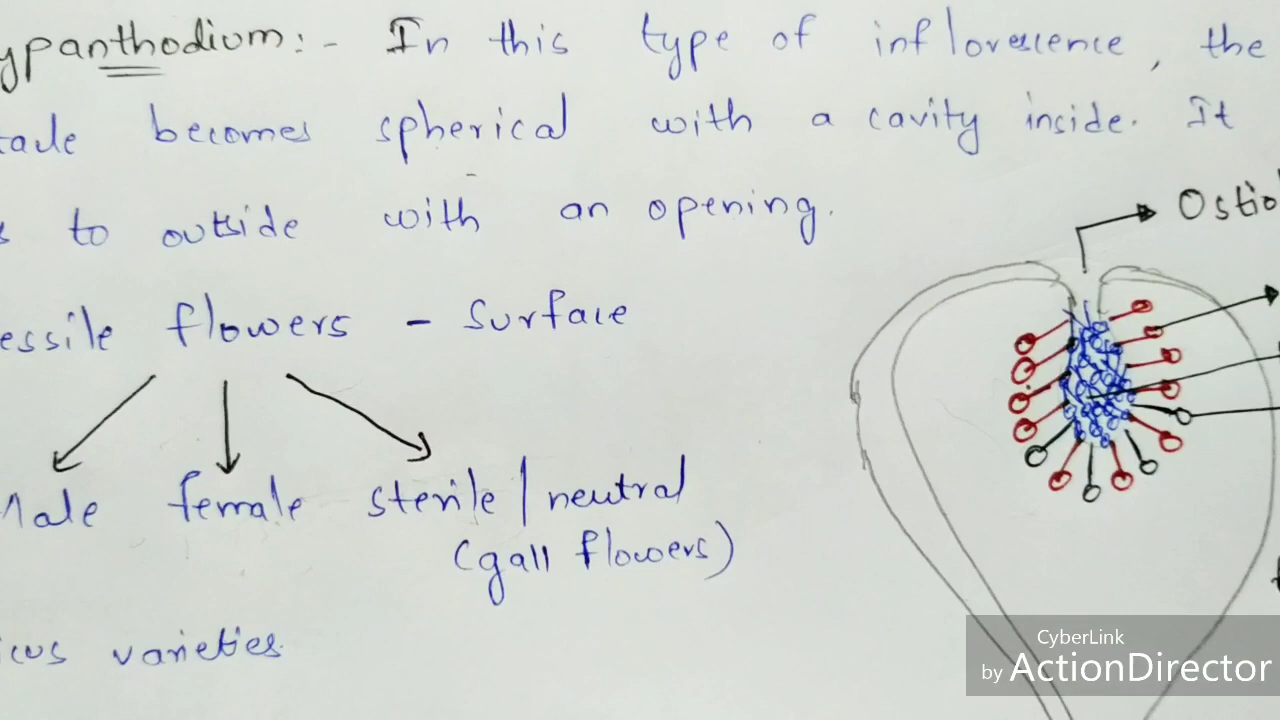 ypanthodium:- In this type of inflorescence, the
becomes spherical with a cavity inside. It
s to outside with an opening.
Ostio
essile flowers - surface
Male female sterile / neutral
(gall flowers)
icus varieties.
CyberLink
by ActionDirector